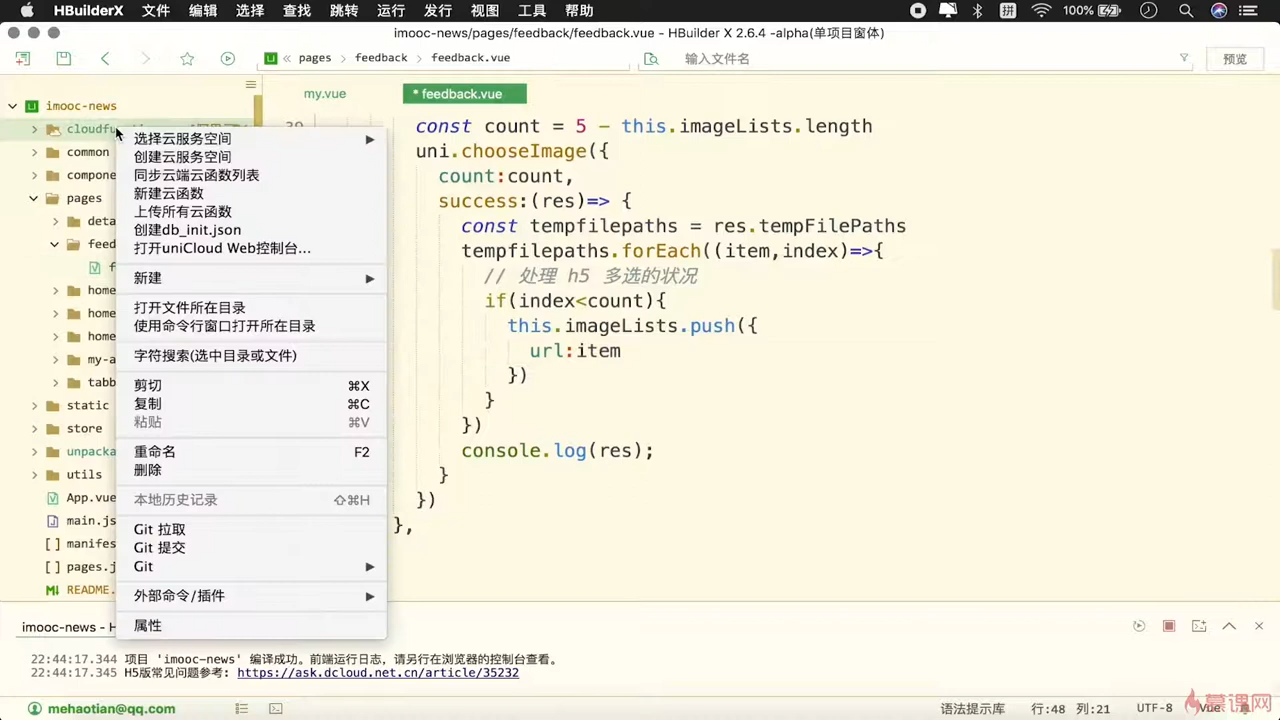 HBuilderX 文件 编辑 选择 查找 跳转 运行 发行 视图 工具 帮助 拼 100%
imooc-news/pages/feedback/feedback.vue - HBuilder X 2.6.4 -alpha(单项目窗体)
« pages > feedback > feedback.vue 输入文件名 预览
my.vue * feedback.vue
imooc-news
cloudfu
common
compone
pages
deta
feed
f
home
home
home
my-a
tabb
static
store
unpacka
utils
App.vue
main.js
manifes
pages.j
README.
选择云服务空间
创建云服务空间
同步云端云函数列表
新建云函数
上传所有云函数
创建db_init.json
打开uniCloud Web控制台...
新建
打开文件所在目录
使用命令行窗口打开所在目录
字符搜索(选中目录或文件)
剪切 ⌘X
复制 ⌘C
粘贴 ⌘V
重命名 F2
删除
本地历史记录 ⇧⌘H
Git 拉取
Git 提交
Git
外部命令/插件
属性
39
const count = 5 - this.imageLists.length
uni.chooseImage({
count:count,
success:(res)=> {
const tempfilepaths = res.tempFilePaths
tempfilepaths.forEach((item,index)=>{
// 处理 h5 多选的状况
if(index<count){
this.imageLists.push({
url:item
})
}
})
console.log(res);
}
})
},
imooc-news - H
22:44:17.344 项目 'imooc-news' 编译成功。前端运行日志，请另行在浏览器的控制台查看。
22:44:17.345 H5版常见问题参考: https://ask.dcloud.net.cn/article/35232
mehaotian@qq.com 语法提示库 行:48 列:21 UTF-8 Vue
慕课网